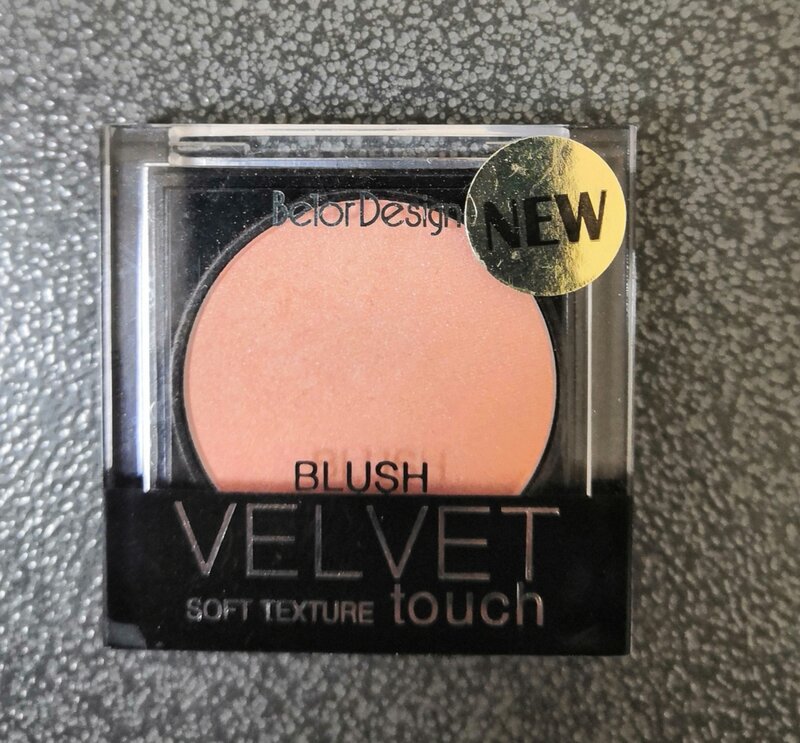 BelorDesign
NEW
BLUSH
VELVET
SOFT TEXTURE touch